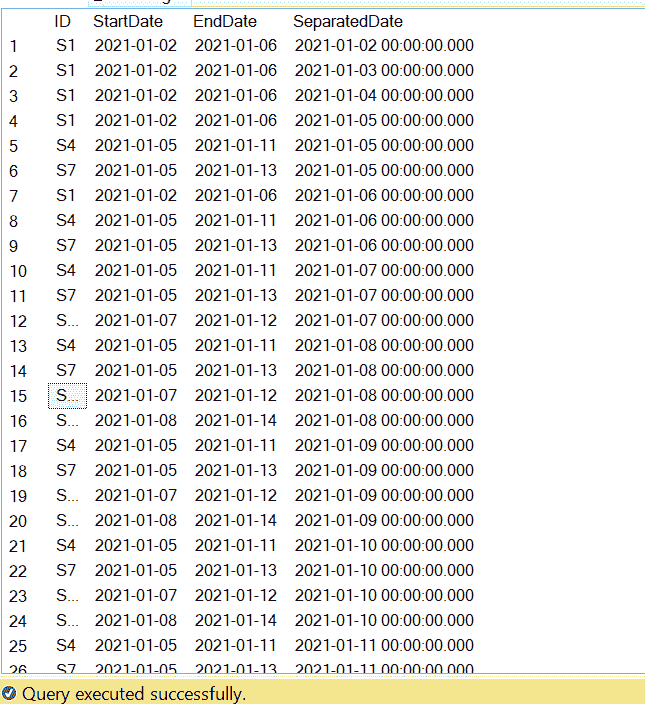 ID StartDate EndDate SeparatedDate
1 S1 2021-01-02 2021-01-06 2021-01-02 00:00:00.000
2 S1 2021-01-02 2021-01-06 2021-01-03 00:00:00.000
3 S1 2021-01-02 2021-01-06 2021-01-04 00:00:00.000
4 S1 2021-01-02 2021-01-06 2021-01-05 00:00:00.000
5 S4 2021-01-05 2021-01-11 2021-01-05 00:00:00.000
6 S7 2021-01-05 2021-01-13 2021-01-05 00:00:00.000
7 S1 2021-01-02 2021-01-06 2021-01-06 00:00:00.000
8 S4 2021-01-05 2021-01-11 2021-01-06 00:00:00.000
9 S7 2021-01-05 2021-01-13 2021-01-06 00:00:00.000
10 S4 2021-01-05 2021-01-11 2021-01-07 00:00:00.000
11 S7 2021-01-05 2021-01-13 2021-01-07 00:00:00.000
12 S... 2021-01-07 2021-01-12 2021-01-07 00:00:00.000
13 S4 2021-01-05 2021-01-11 2021-01-08 00:00:00.000
14 S7 2021-01-05 2021-01-13 2021-01-08 00:00:00.000
15 S... 2021-01-07 2021-01-12 2021-01-08 00:00:00.000
16 S... 2021-01-08 2021-01-14 2021-01-08 00:00:00.000
17 S4 2021-01-05 2021-01-11 2021-01-09 00:00:00.000
18 S7 2021-01-05 2021-01-13 2021-01-09 00:00:00.000
19 S... 2021-01-07 2021-01-12 2021-01-09 00:00:00.000
20 S... 2021-01-08 2021-01-14 2021-01-09 00:00:00.000
21 S4 2021-01-05 2021-01-11 2021-01-10 00:00:00.000
22 S7 2021-01-05 2021-01-13 2021-01-10 00:00:00.000
23 S... 2021-01-07 2021-01-12 2021-01-10 00:00:00.000
24 S... 2021-01-08 2021-01-14 2021-01-10 00:00:00.000
25 S4 2021-01-05 2021-01-11 2021-01-11 00:00:00.000
26 S7 2021-01-05 2021-01-13 2021-01-11 00:00:00.000
Query executed successfully.